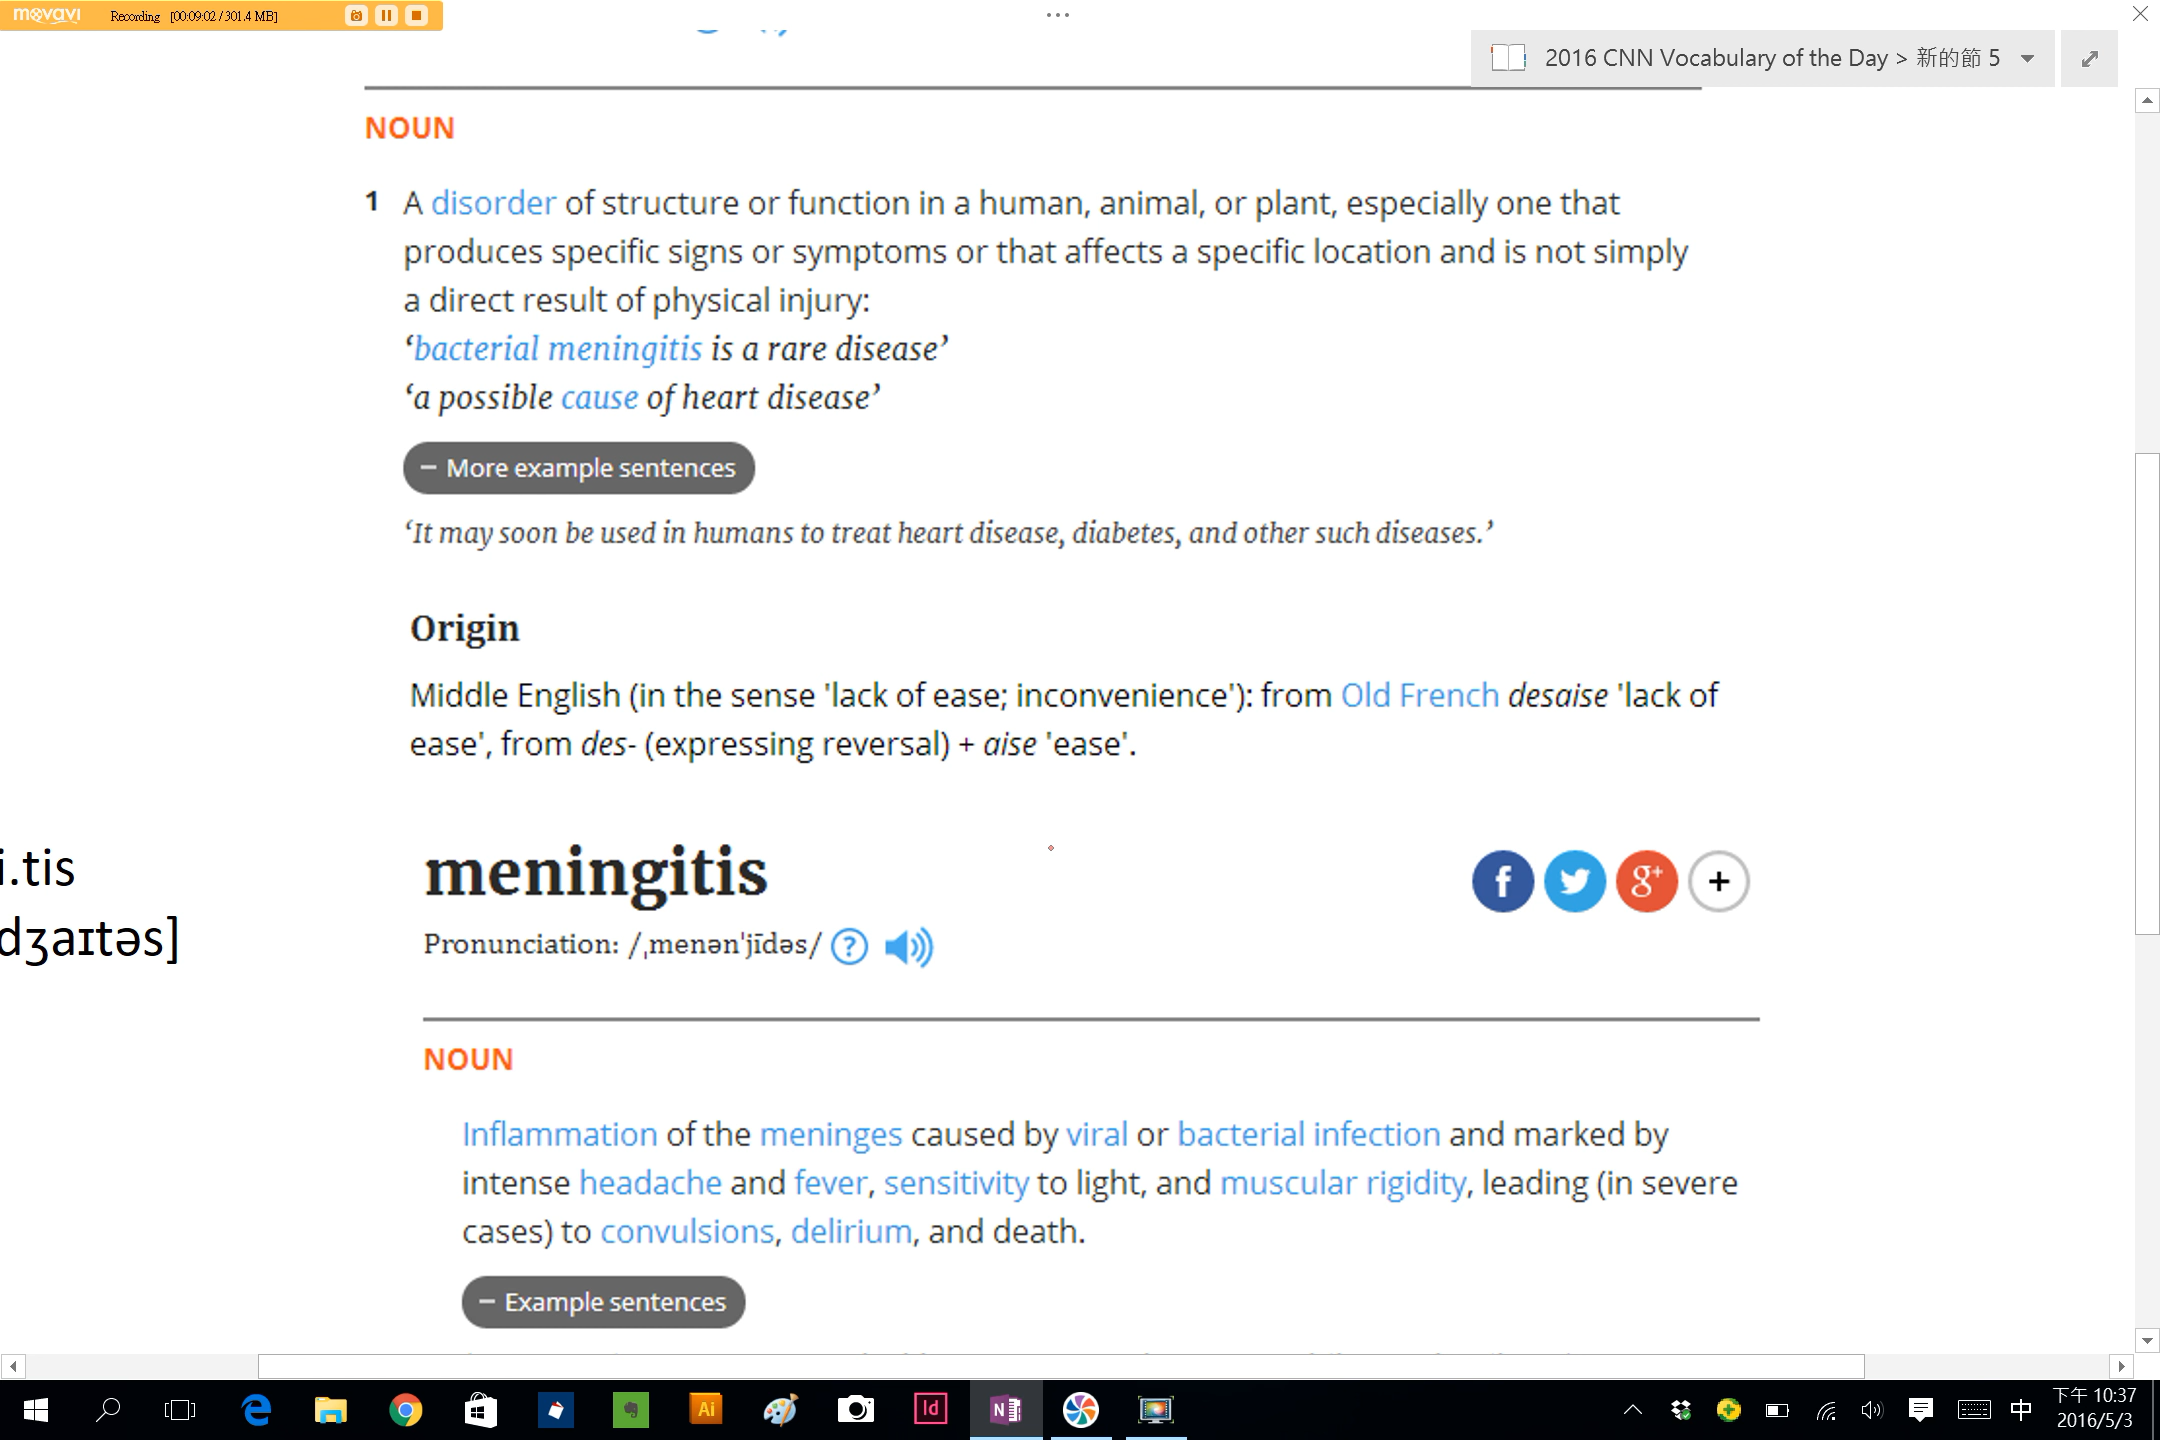 movavi Recording [00:09:02 / 301.4 MB]
2016 CNN Vocabulary of the Day > 新的節 5
NOUN
1 A disorder of structure or function in a human, animal, or plant, especially one that
produces specific signs or symptoms or that affects a specific location and is not simply
a direct result of physical injury:
‘bacterial meningitis is a rare disease’
‘a possible cause of heart disease’
− More example sentences
‘It may soon be used in humans to treat heart disease, diabetes, and other such diseases.’
Origin
Middle English (in the sense 'lack of ease; inconvenience'): from Old French desaise 'lack of
ease', from des- (expressing reversal) + aise 'ease'.
i.tis
dʒaɪtəs]
meningitis
f g+ +
Pronunciation: /ˌmenənˈjīdəs/ ?
NOUN
Inflammation of the meninges caused by viral or bacterial infection and marked by
intense headache and fever, sensitivity to light, and muscular rigidity, leading (in severe
cases) to convulsions, delirium, and death.
− Example sentences
Ai Id N 中
下午 10:37
2016/5/3